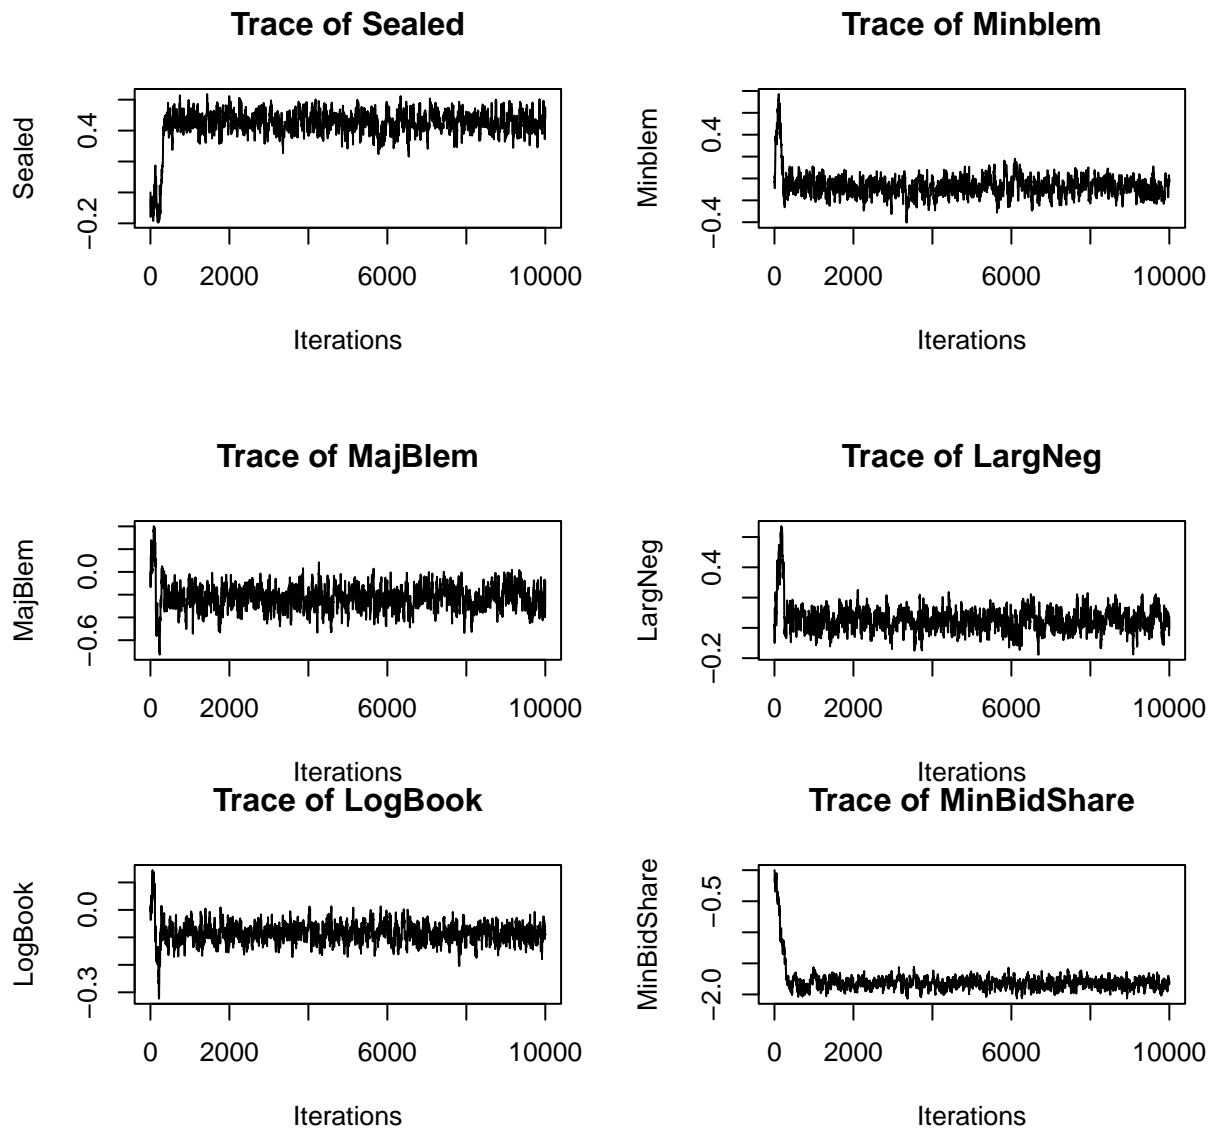 Trace of Sealed
Sealed
0.4
−0.2
0 2000 6000 10000
Iterations
Trace of Minblem
Minblem
0.4
−0.4
0 2000 6000 10000
Iterations
Trace of MajBlem
MajBlem
0.0
−0.6
0 2000 6000 10000
Iterations
Trace of LargNeg
LargNeg
0.4
−0.2
0 2000 6000 10000
Iterations
Trace of LogBook
LogBook
0.0
−0.3
0 2000 6000 10000
Iterations
Trace of MinBidShare
MinBidShare
−0.5
−2.0
0 2000 6000 10000
Iterations